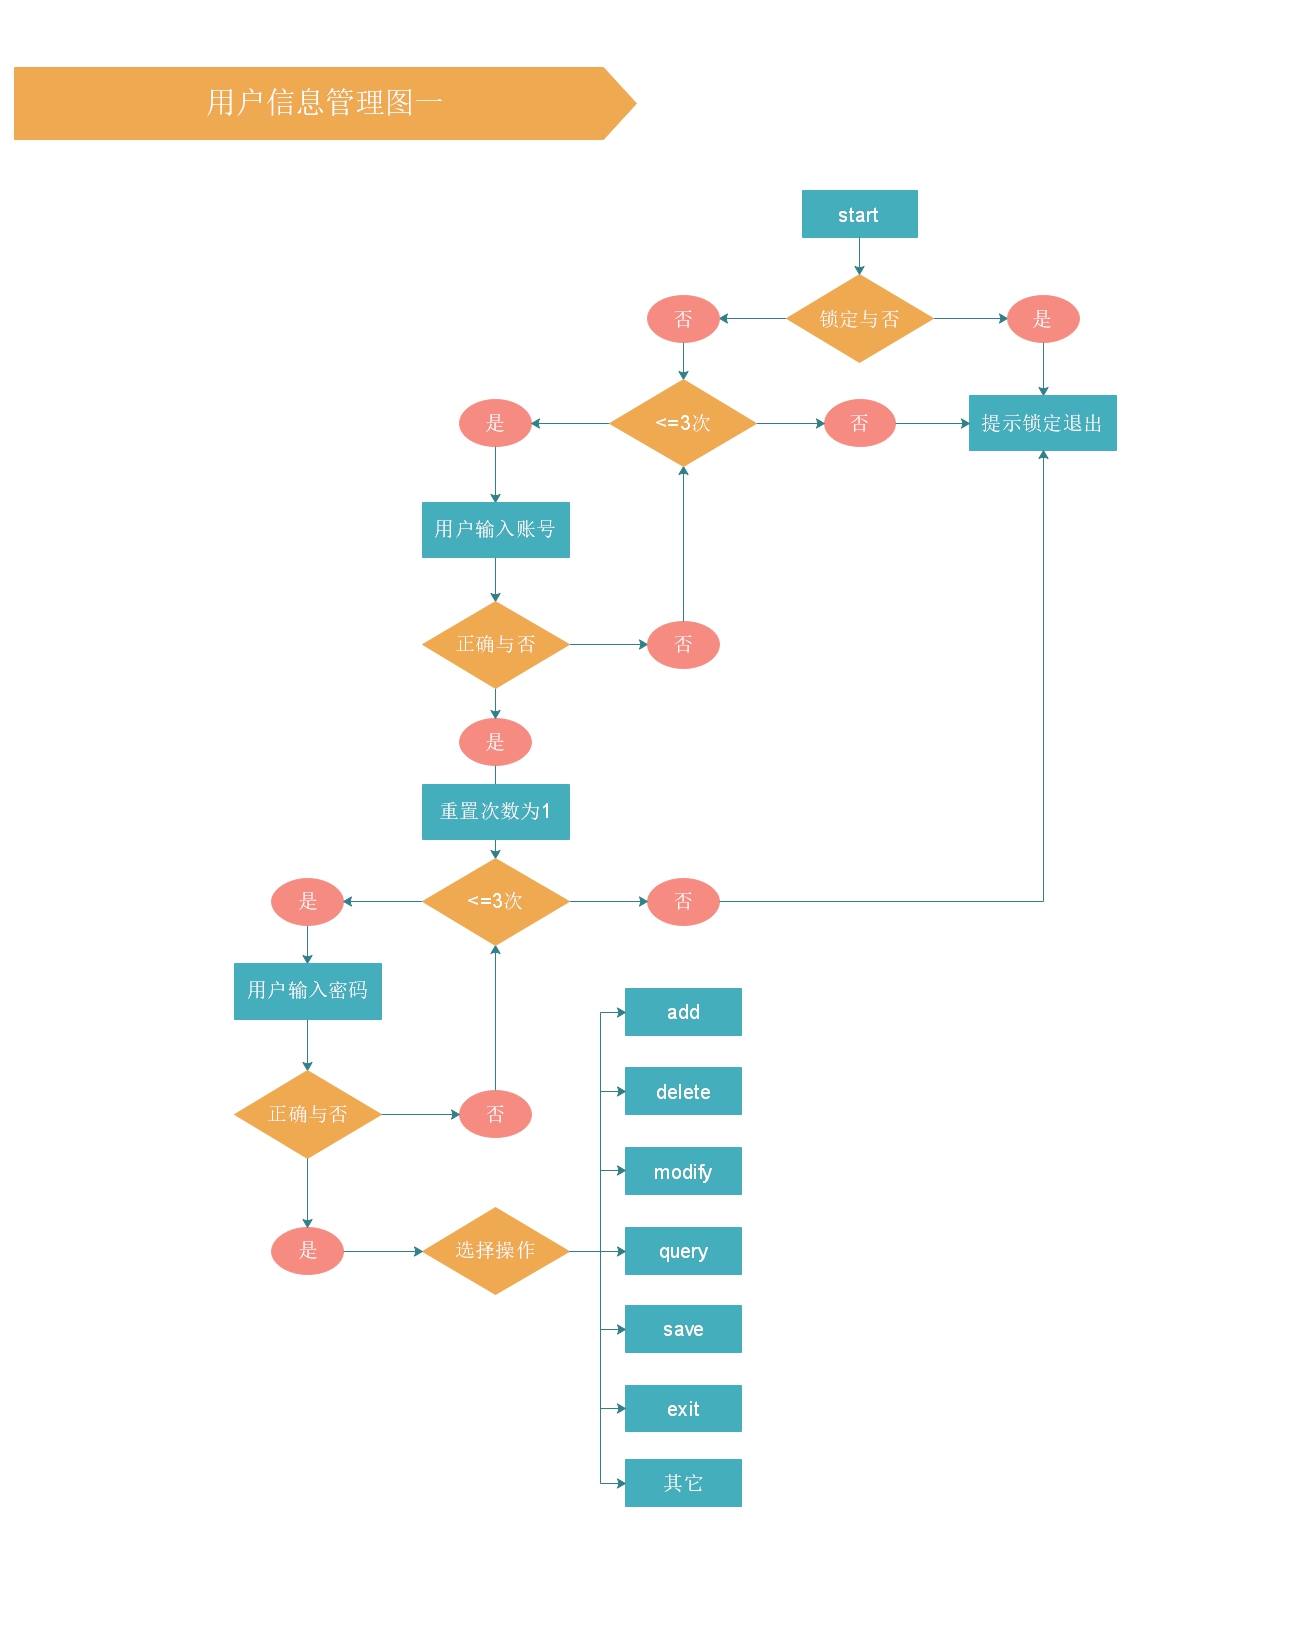 用户信息管理图一
start
否
锁定与否
是
是
<=3次
否
提示锁定退出
用户输入账号
正确与否
否
是
重置次数为1
是
<=3次
否
用户输入密码
add
delete
正确与否
否
modify
是
选择操作
query
save
exit
其它